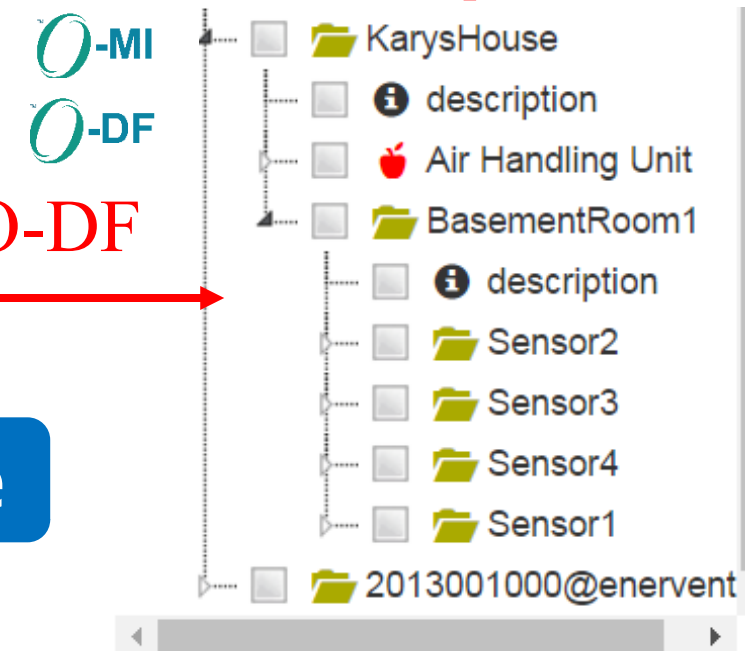 O-MI
KarysHouse
description
O-DF
Air Handling Unit
O-DF
BasementRoom1
description
Sensor2
Sensor3
Sensor4
e
Sensor1
2013001000@enervent